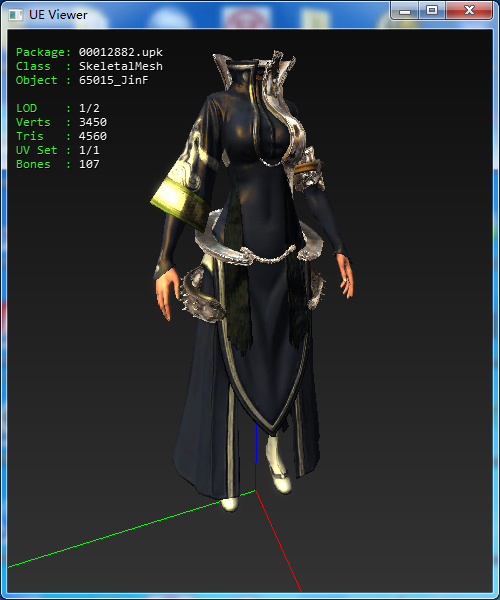 UE Viewer
Package: 00012882.upk
Class : SkeletalMesh
Object : 65015_JinF
LOD : 1/2
Verts : 3450
Tris : 4560
UV Set : 1/1
Bones : 107